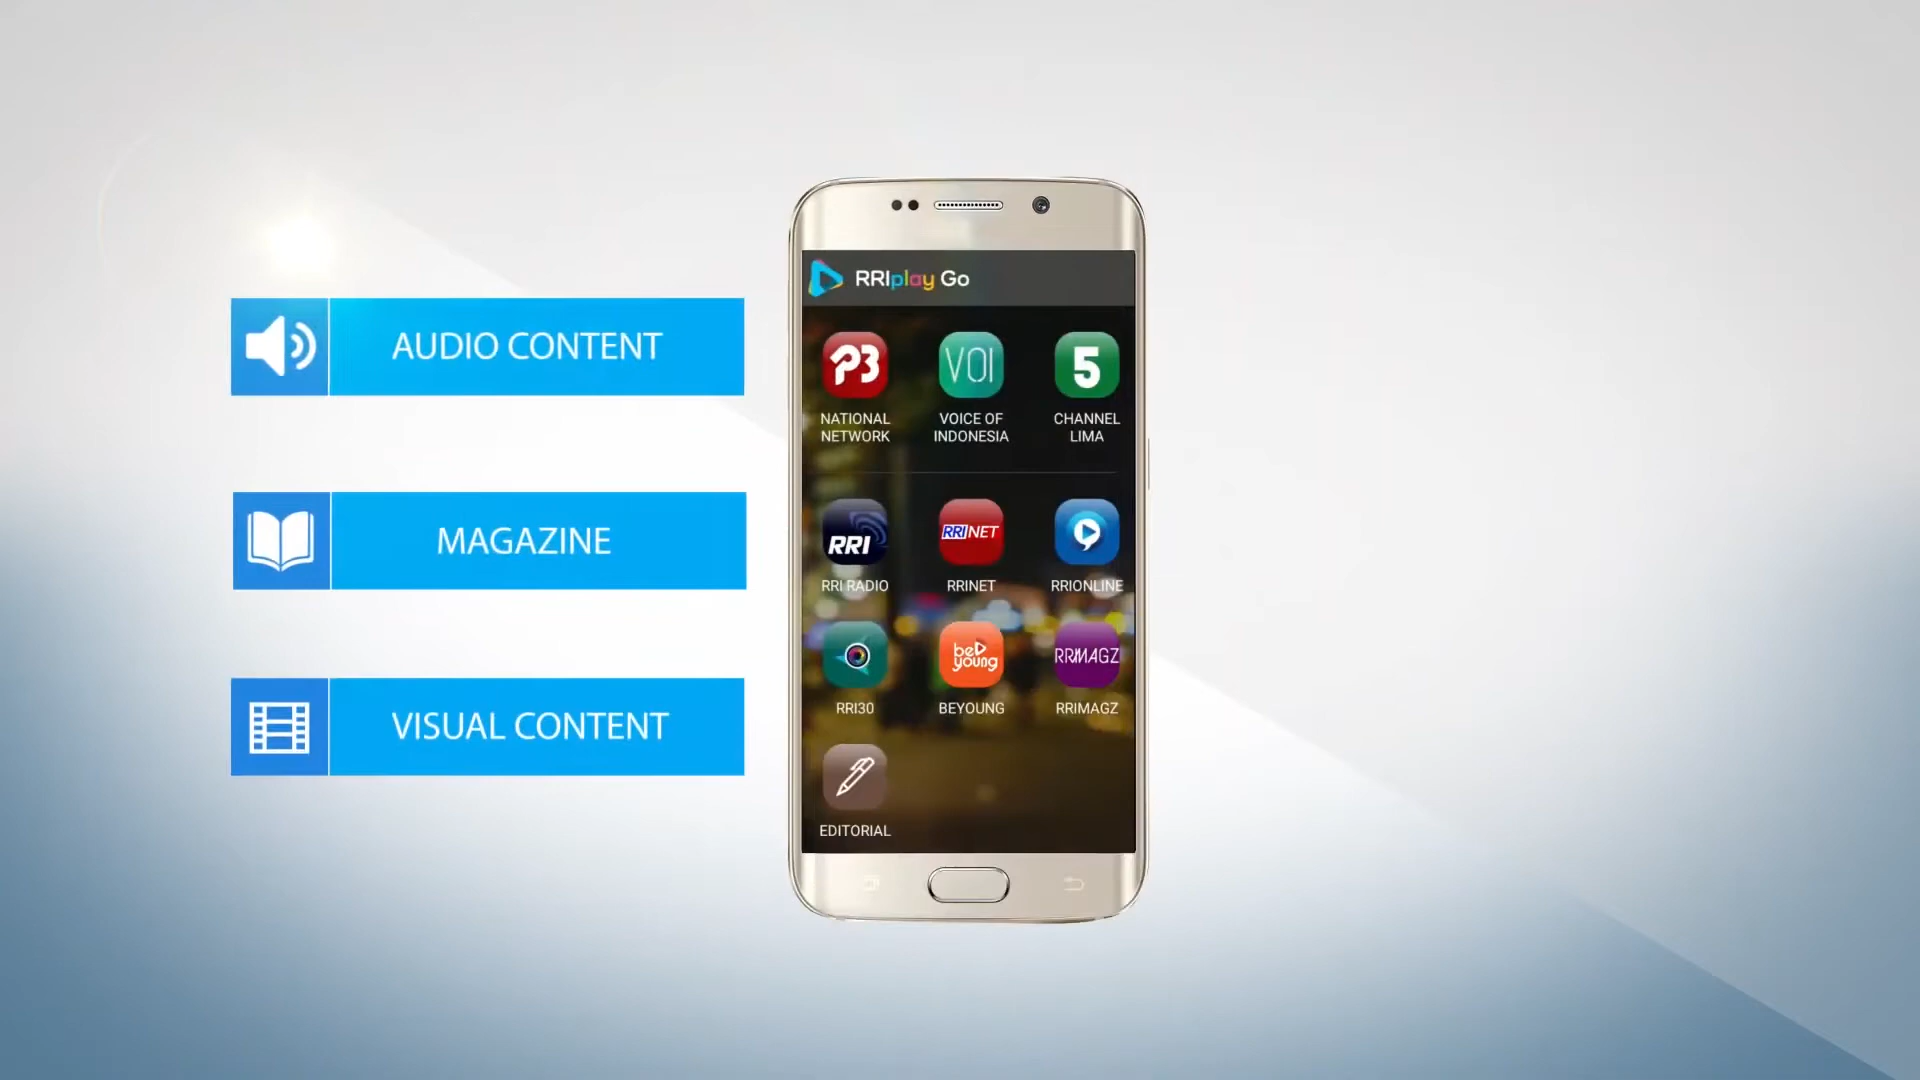 AUDIO CONTENT
MAGAZINE
VISUAL CONTENT
RRIplay Go
P3
VOI
5
NATIONAL
NETWORK
VOICE OF
INDONESIA
CHANNEL
LIMA
RRI
RRINET
RRI RADIO
RRINET
RRIONLINE
be
young
RRIMAGZ
RRI30
BEYOUNG
RRIMAGZ
EDITORIAL